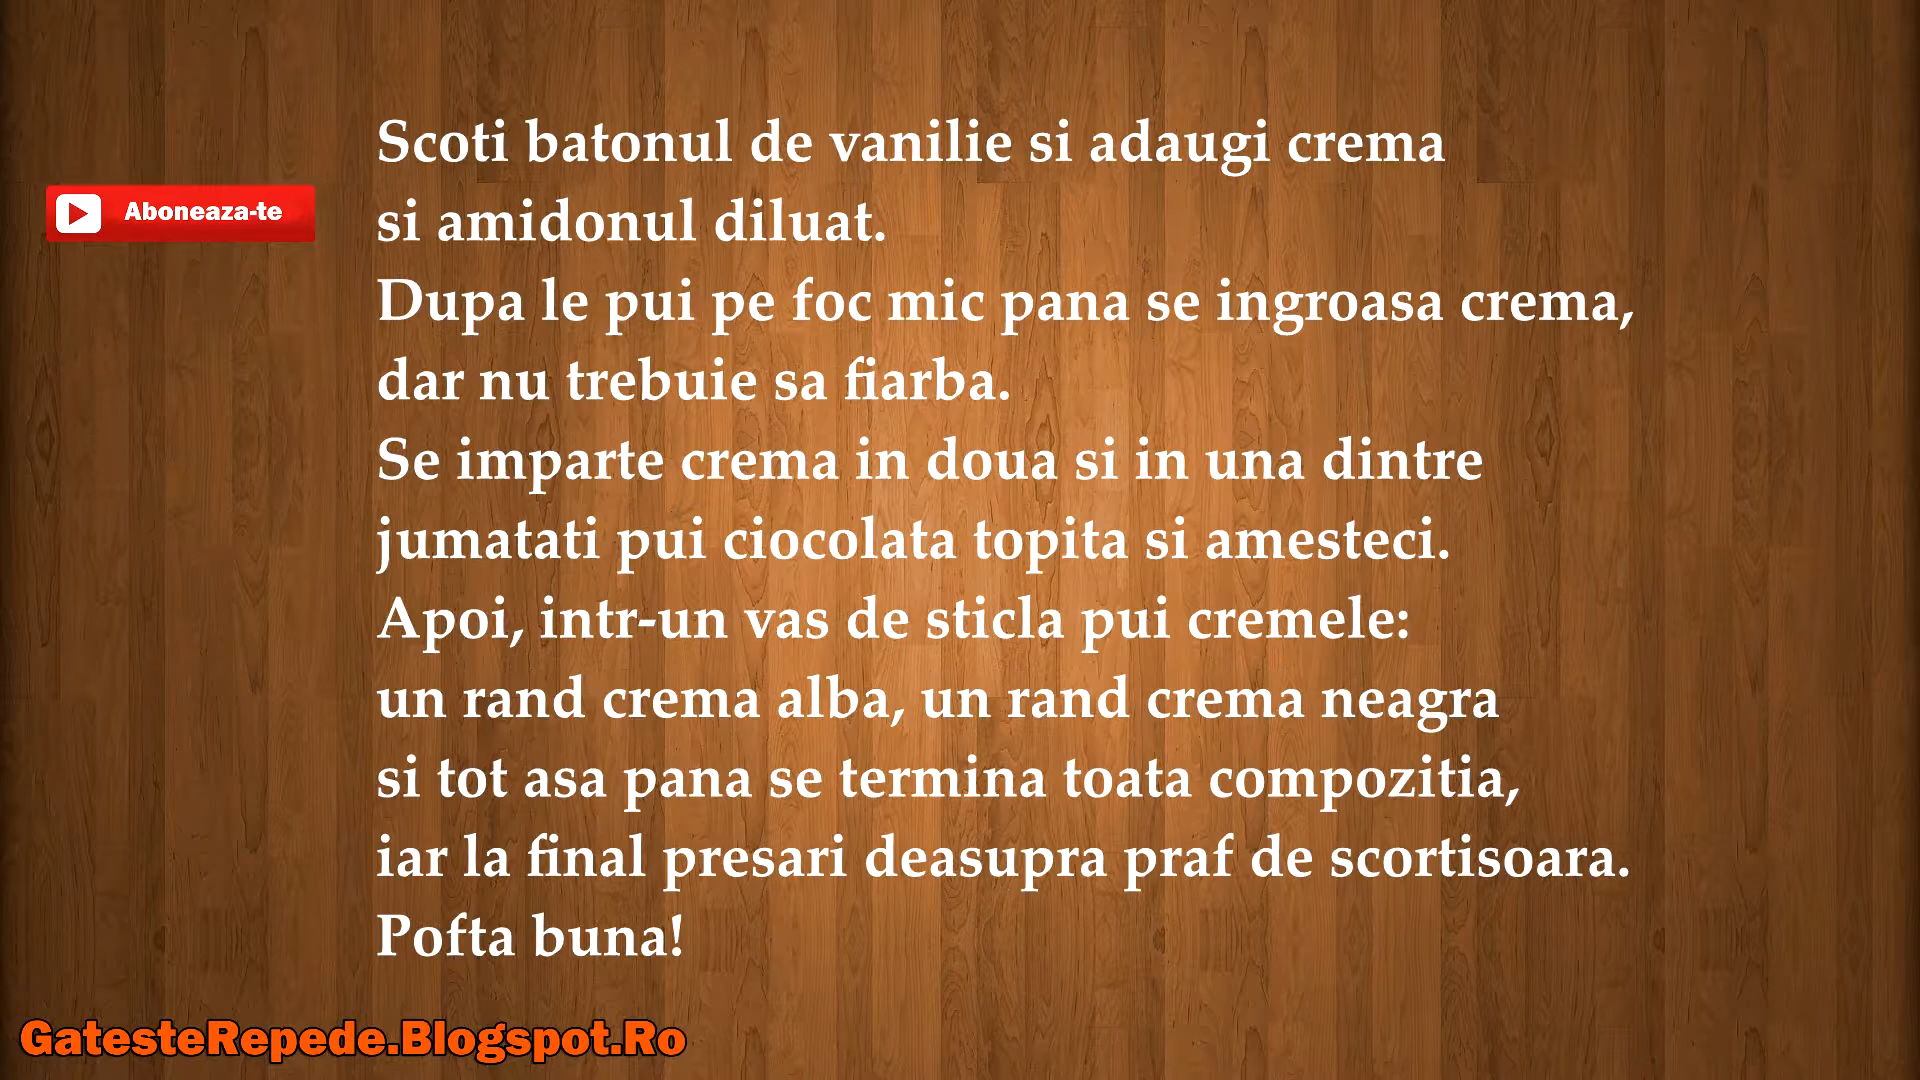 Scoti batonul de vanilie si adaugi crema
Aboneaza-te
si amidonul diluat.
Dupa le pui pe foc mic pana se ingroasa crema,
dar nu trebuie sa fiarba.
Se imparte crema in doua si in una dintre
jumatati pui ciocolata topita si amesteci.
Apoi, intr-un vas de sticla pui cremele:
un rand crema alba, un rand crema neagra
si tot asa pana se termina toata compozitia,
iar la final presari deasupra praf de scortisoara.
Pofta buna!
GatesteRepede.Blogspot.Ro